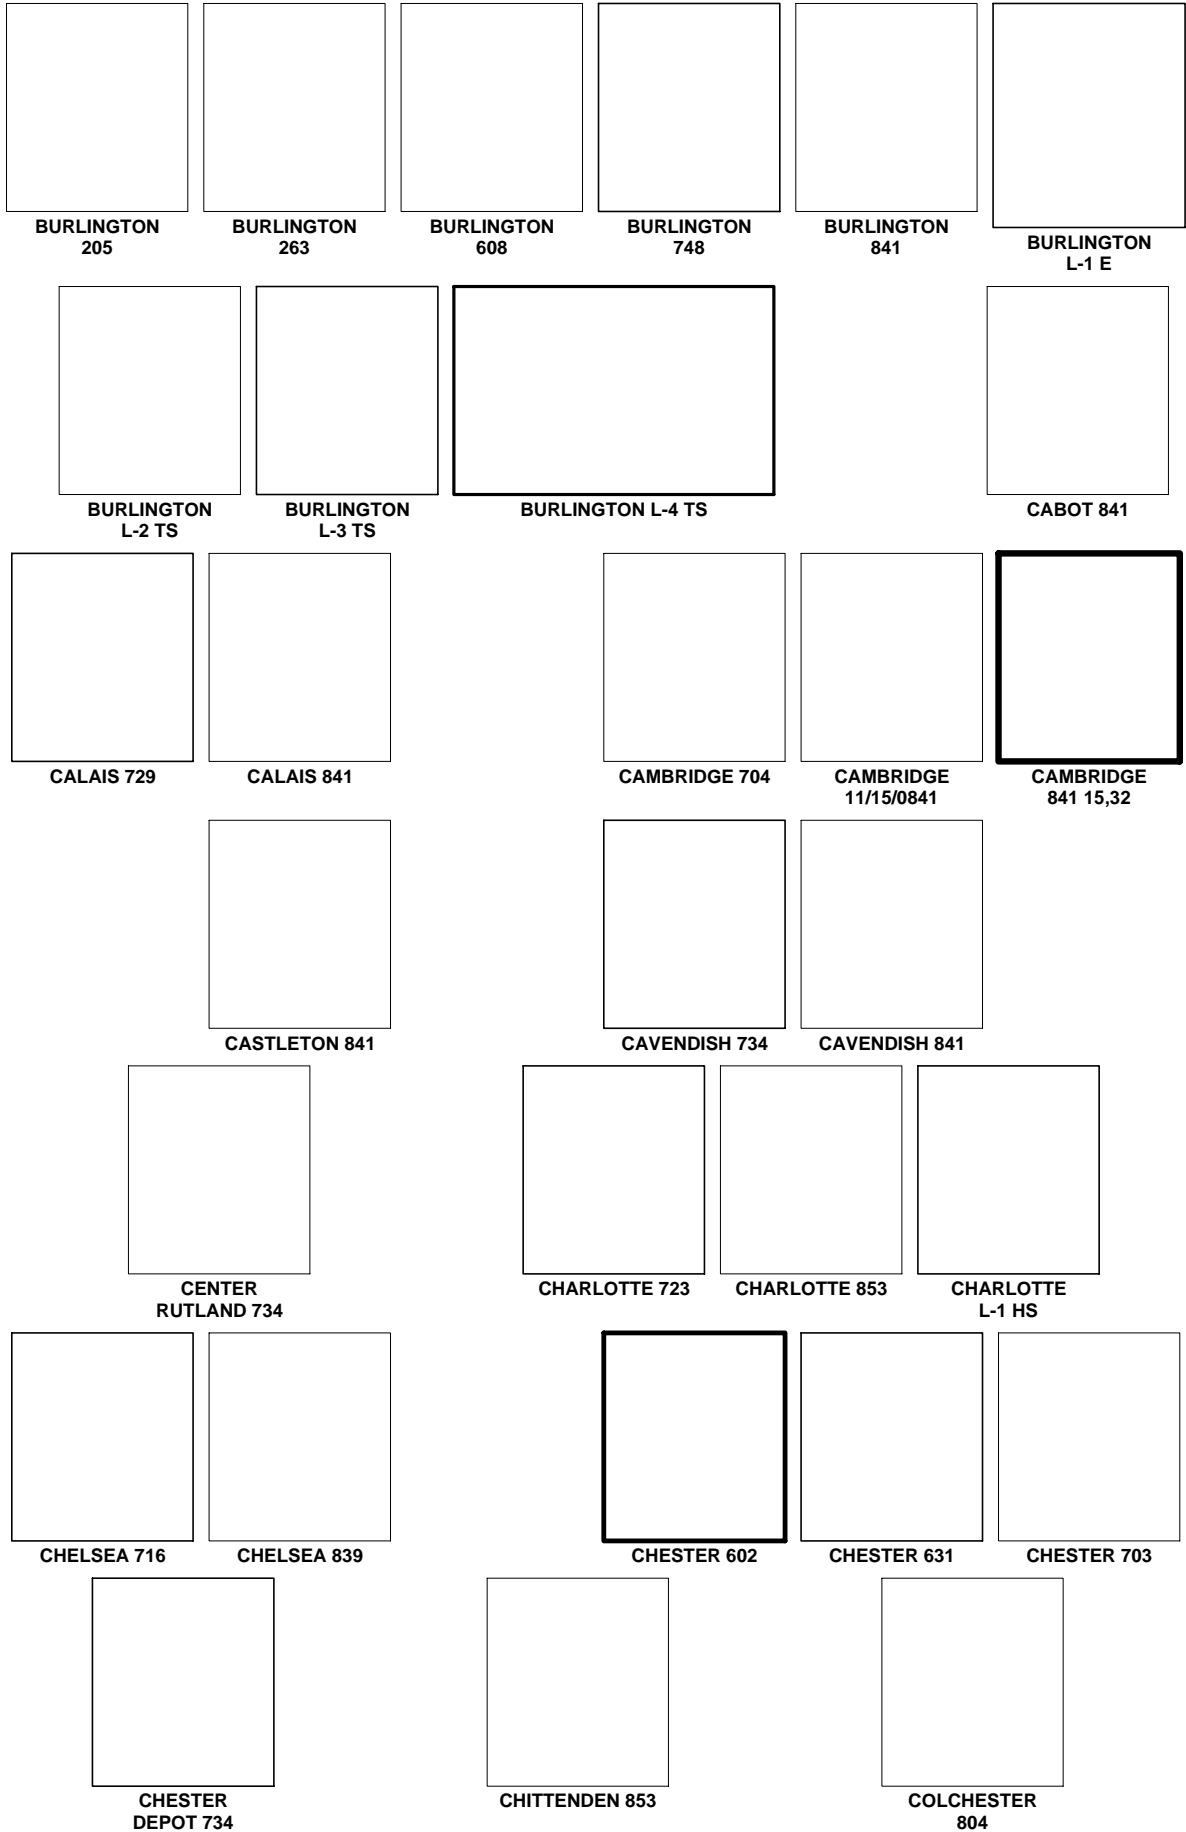 BURLINGTON
205
BURLINGTON
263
BURLINGTON
608
BURLINGTON
748
BURLINGTON
841
BURLINGTON
L-1 E
BURLINGTON
L-2 TS
BURLINGTON
L-3 TS
BURLINGTON L-4 TS
CABOT 841
CALAIS 729
CALAIS 841
CAMBRIDGE 704
CAMBRIDGE
11/15/0841
CAMBRIDGE
841 15,32
CASTLETON 841
CAVENDISH 734
CAVENDISH 841
CENTER
RUTLAND 734
CHARLOTTE 723
CHARLOTTE 853
CHARLOTTE
L-1 HS
CHELSEA 716
CHELSEA 839
CHESTER 602
CHESTER 631
CHESTER 703
CHESTER
DEPOT 734
CHITTENDEN 853
COLCHESTER
804